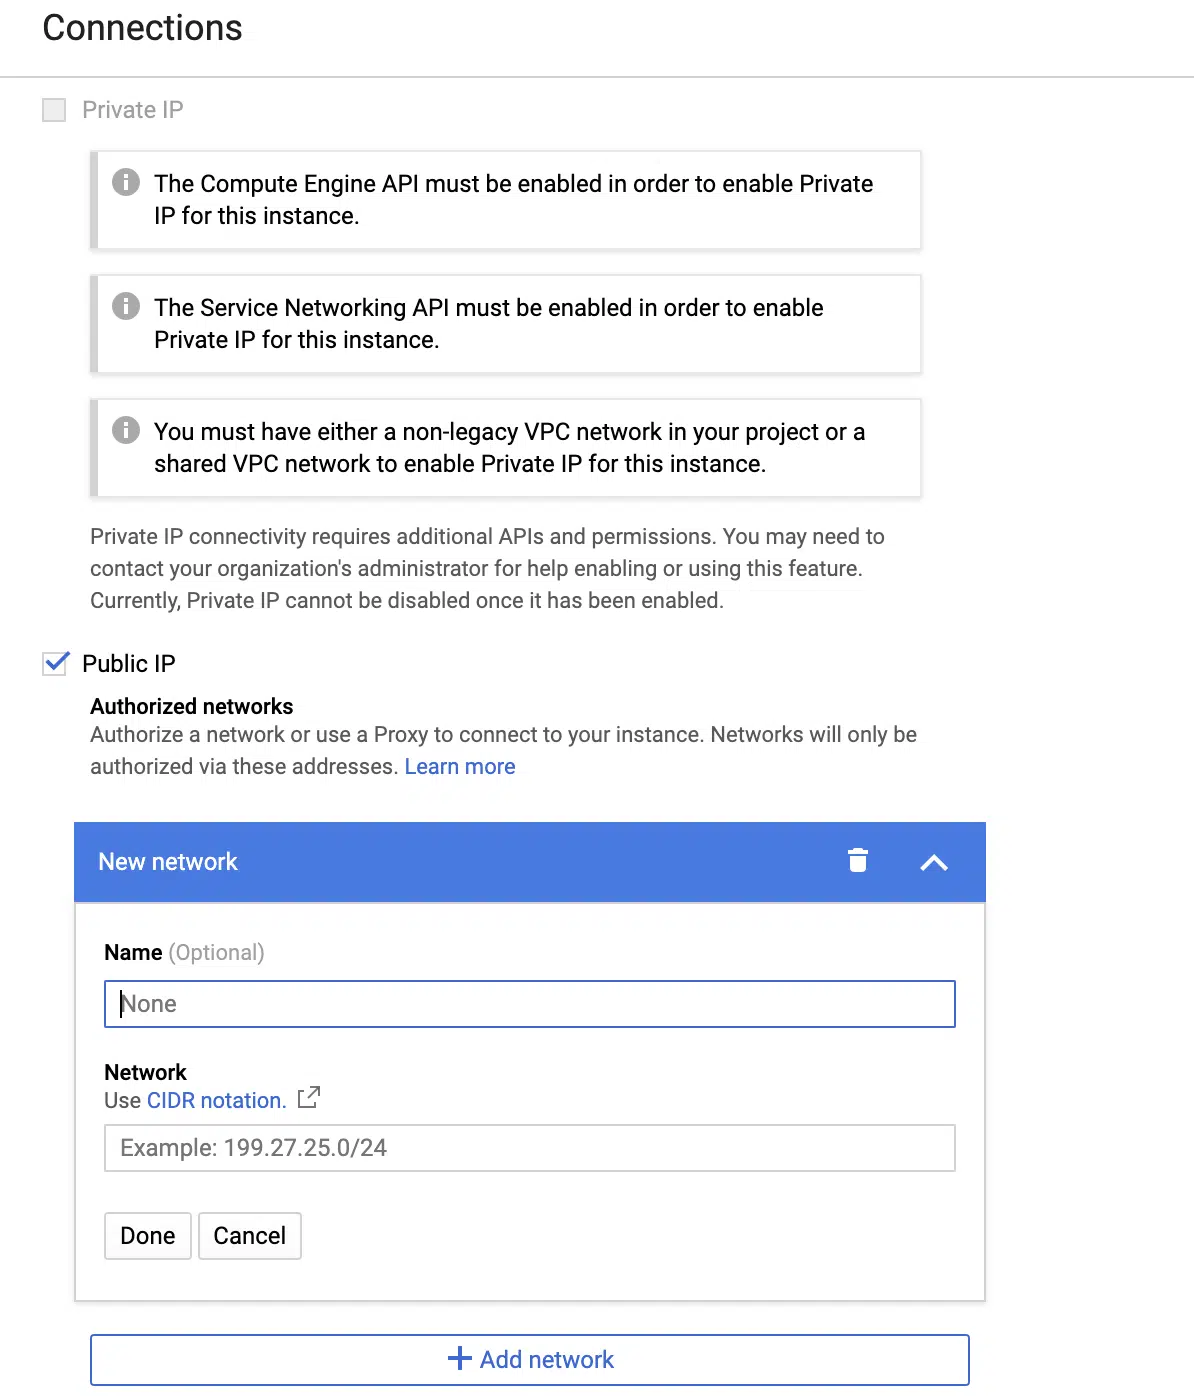 Connections
Private IP
The Compute Engine API must be enabled in order to enable Private
IP for this instance.
The Service Networking API must be enabled in order to enable
Private IP for this instance.
You must have either a non-legacy VPC network in your project or a
shared VPC network to enable Private IP for this instance.
Private IP connectivity requires additional APIs and permissions. You may need to
contact your organization's administrator for help enabling or using this feature.
Currently, Private IP cannot be disabled once it has been enabled.
Public IP
Authorized networks
Authorize a network or use a Proxy to connect to your instance. Networks will only be
authorized via these addresses. Learn more
New network
Name (Optional)
None
Network
Use CIDR notation.
Example: 199.27.25.0/24
Done Cancel
Add network